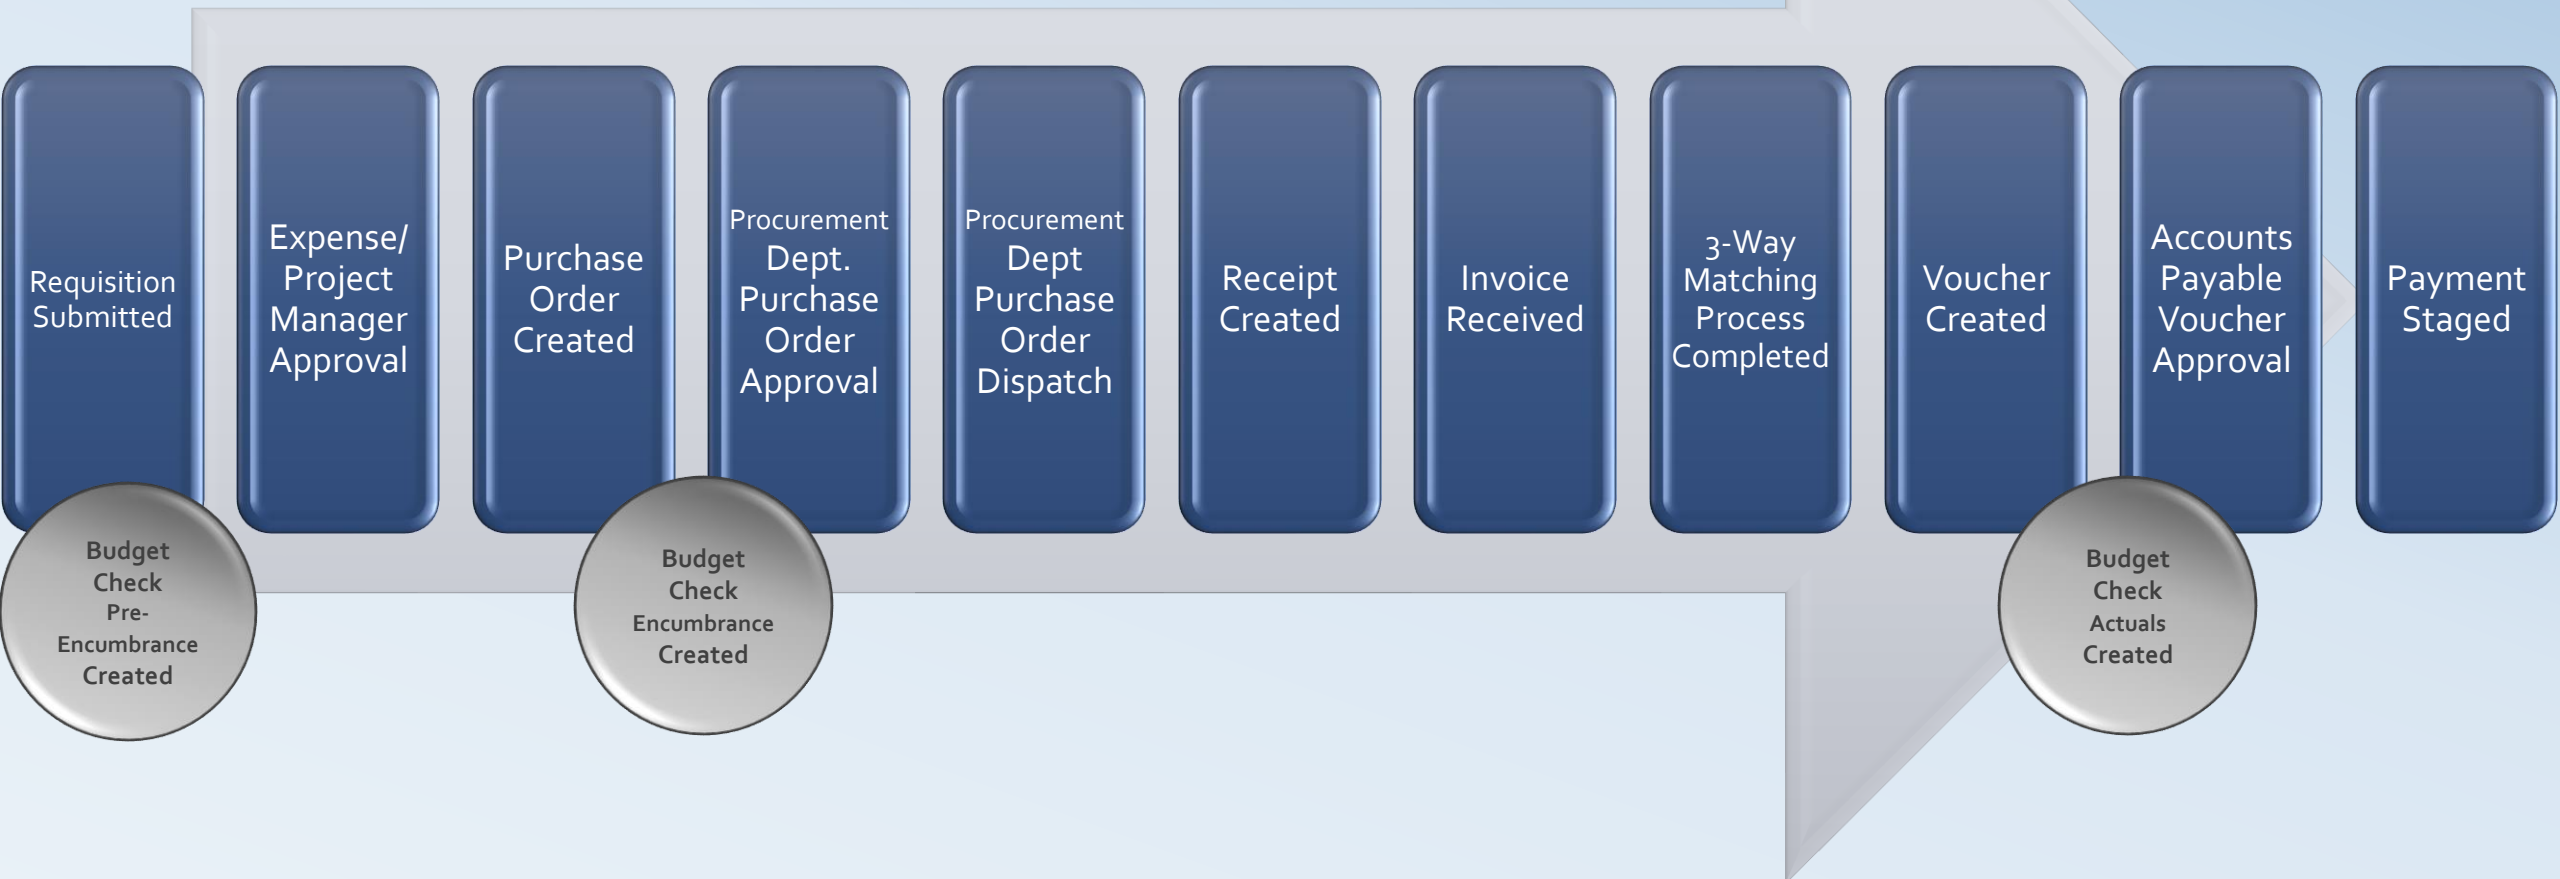 Requisition
Submitted
Expense/
Project
Manager
Approval
Purchase
Order
Created
Procurement
Dept.
Purchase
Order
Approval
Procurement
Dept
Purchase
Order
Dispatch
Receipt
Created
Invoice
Received
3-Way
Matching
Process
Completed
Voucher
Created
Accounts
Payable
Voucher
Approval
Payment
Staged
Budget
Check
Pre-
Encumbrance
Created
Budget
Check
Encumbrance
Created
Budget
Check
Actuals
Created